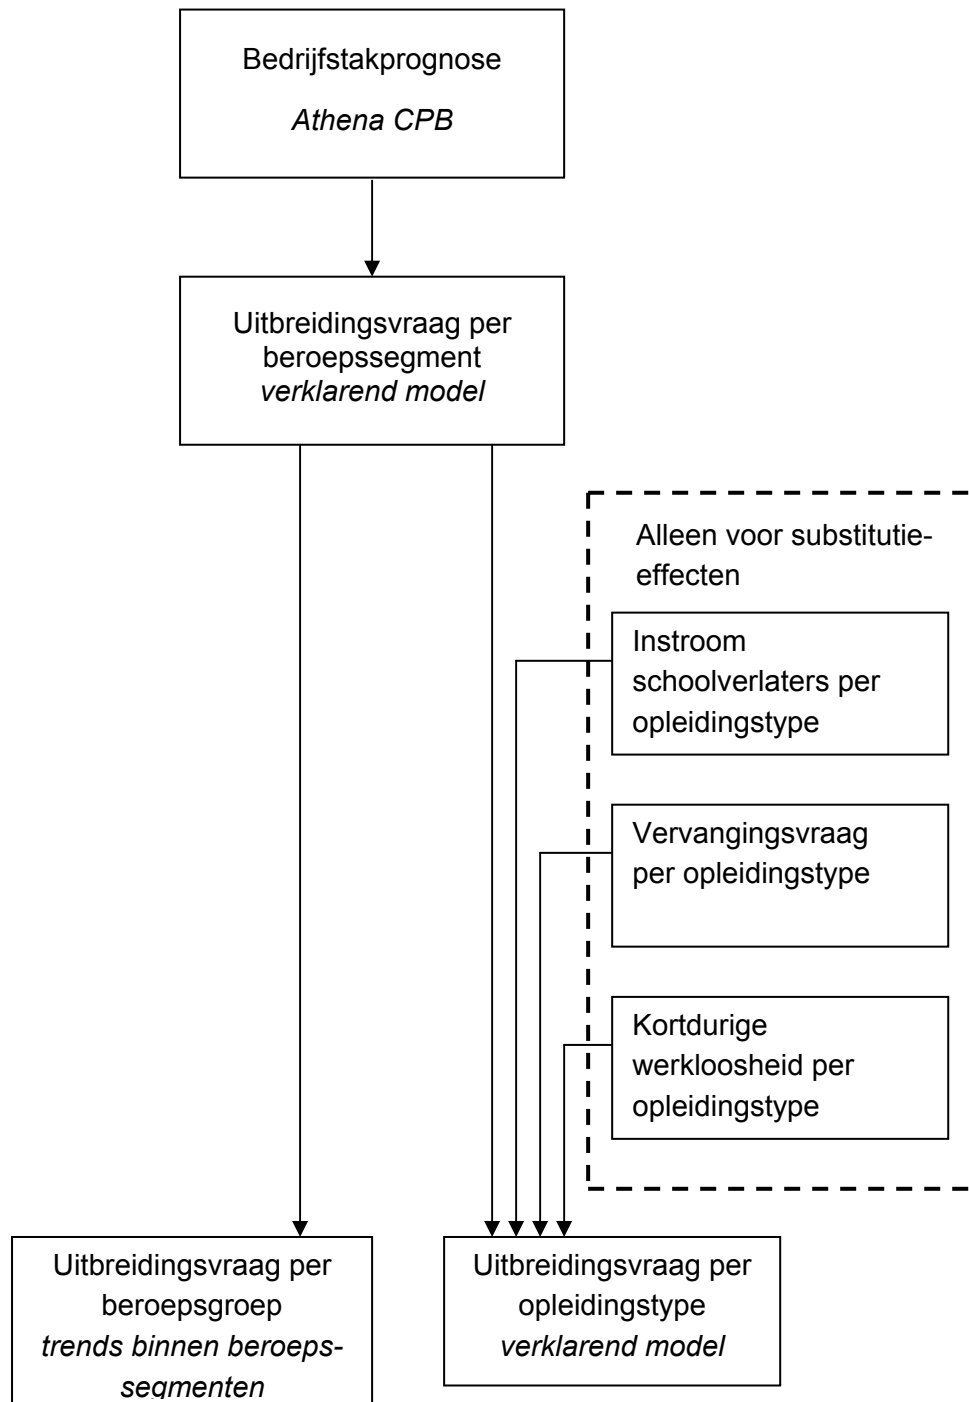 Bedrijfstakprognose
Athena CPB
Uitbreidingsvraag per
beroepssegment
verklarend model
Alleen voor substitutie-
effecten
Instroom
schoolverlaters per
opleidingstype
Vervangingsvraag
per opleidingstype
Kortdurige
werkloosheid per
opleidingstype
Uitbreidingsvraag per
beroepsgroep
trends binnen beroeps-
segmenten
Uitbreidingsvraag per
opleidingstype
verklarend model